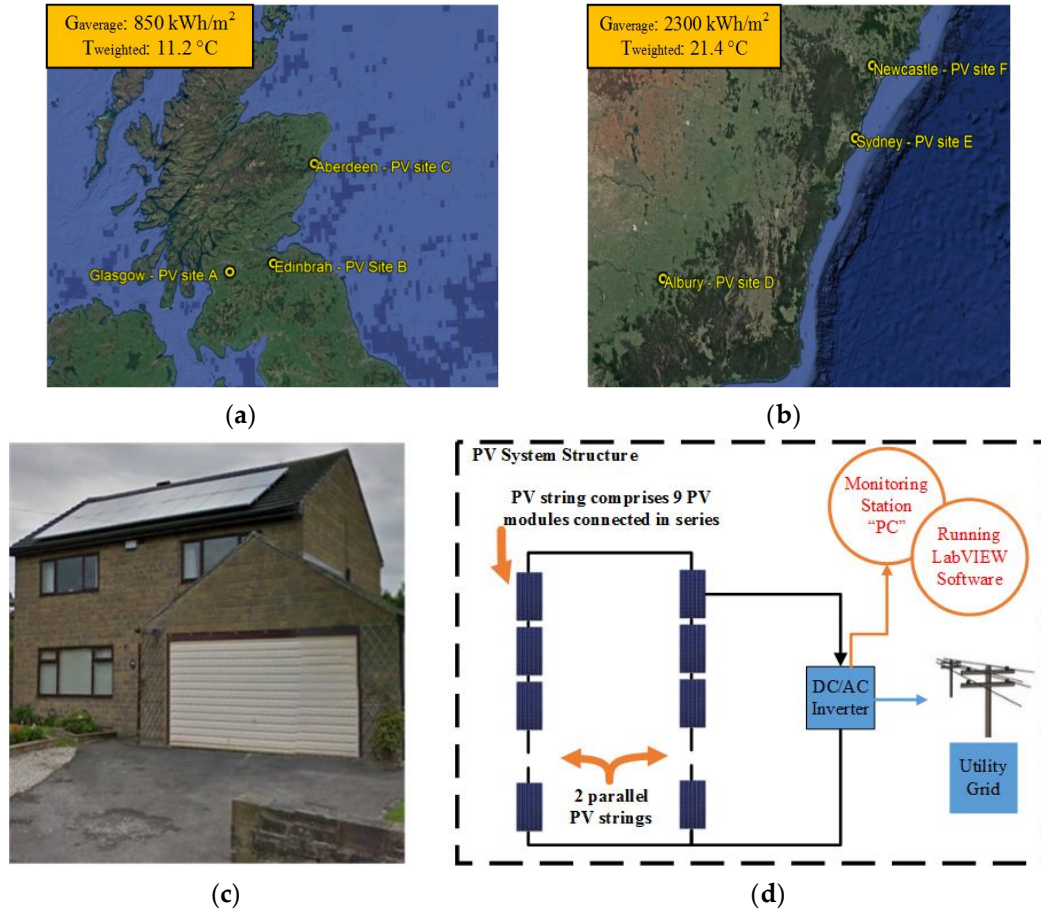 Gaverage: 850 kWh/m²
Tweighted: 11.2 °C
Aberdeen - PV site C
Edinbrah - PV Site B
Glasgow - PV site A
(a)
Gaverage: 2300 kWh/m²
Tweighted: 21.4 °C
Newcastle - PV site F
Sydney - PV site E
Albury - PV site D
(b)
(c)
PV System Structure
PV string comprises 9 PV
modules connected in series
2 parallel
PV strings
Monitoring
Station
“PC”
Running
LabVIEW
Software
DC/AC
Inverter
Utility
Grid
(d)